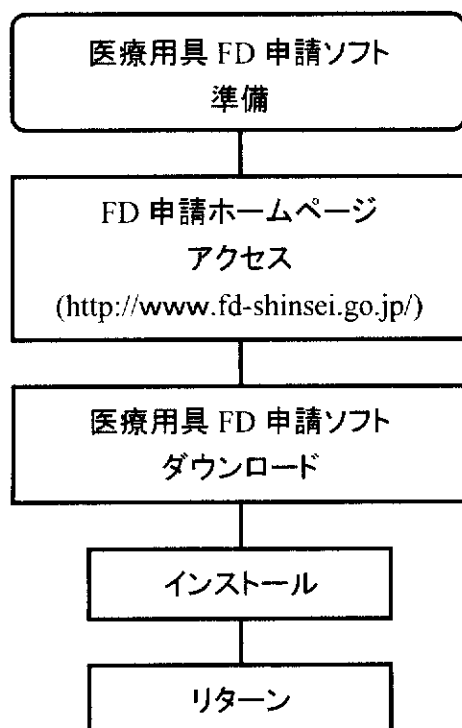 医療用具 FD 申請ソフト
準備
FD 申請ホームページ
アクセス
(http://www.fd-shinsei.go.jp/)
医療用具 FD 申請ソフト
ダウンロード
インストール
リターン